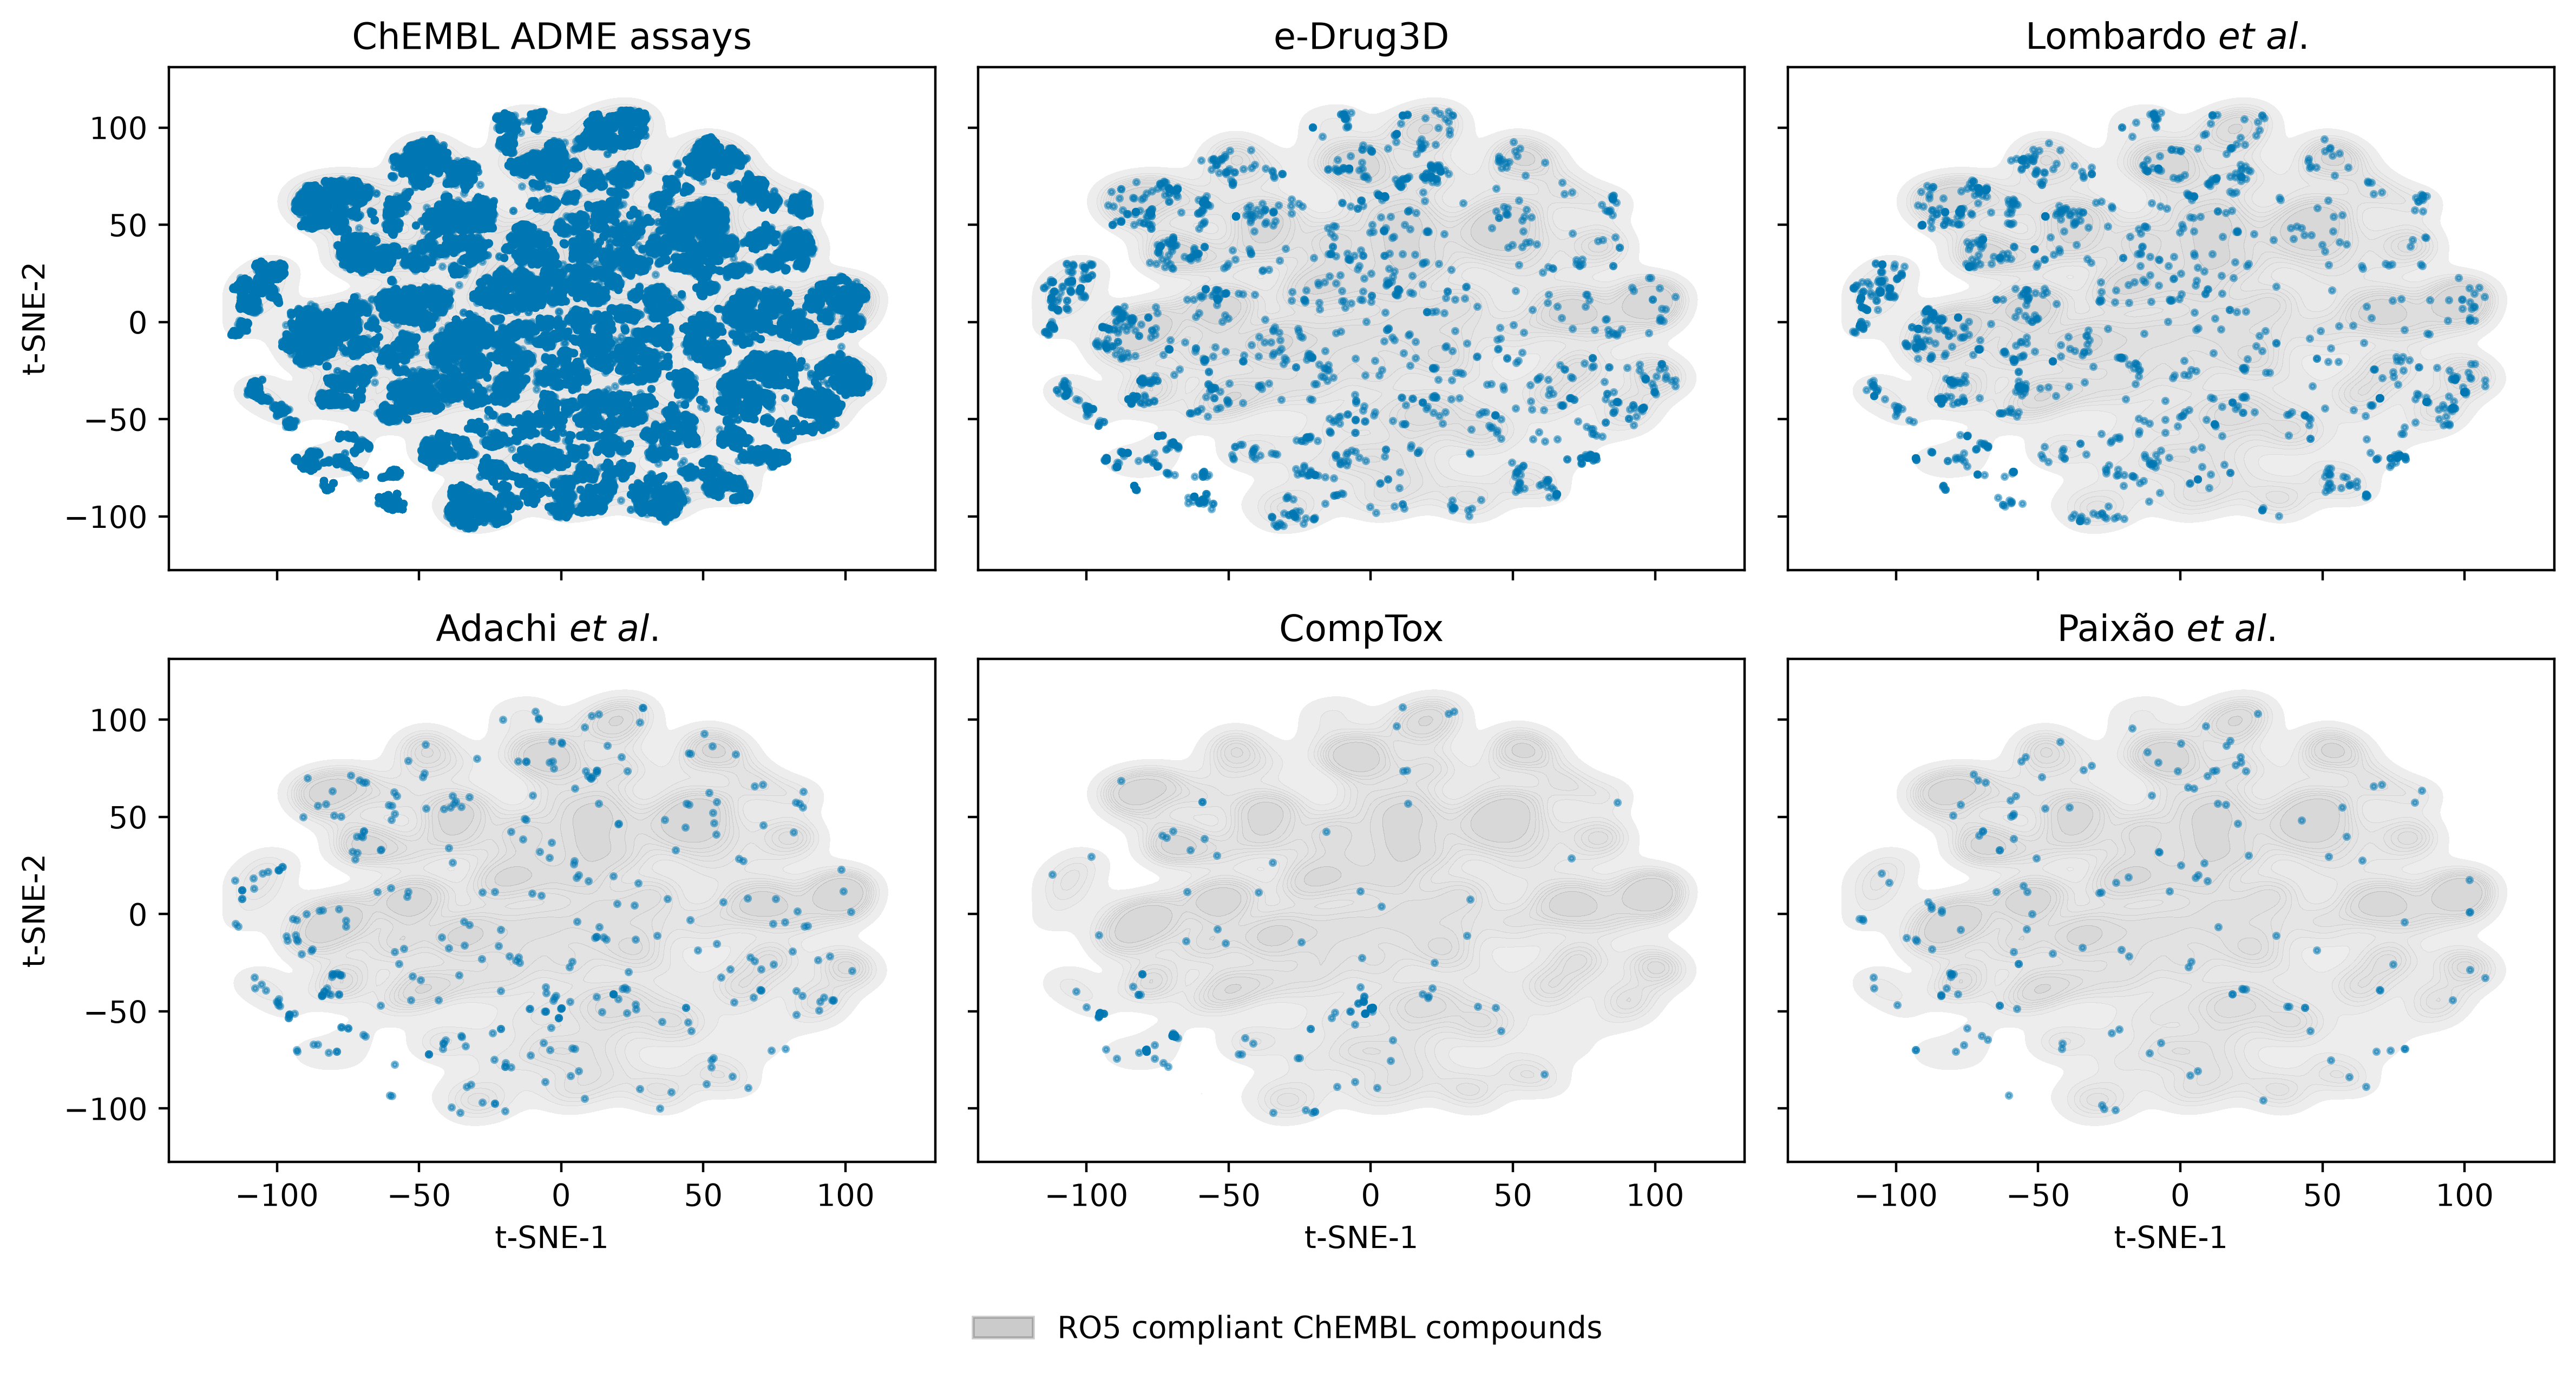 ChEMBL ADME assays
e-Drug3D
Lombardo et al.
t-SNE-2
100
50
0
−50
−100
Adachi et al.
CompTox
Paixão et al.
t-SNE-2
100
50
0
−50
−100
−100 −50 0 50 100
−100 −50 0 50 100
−100 −50 0 50 100
t-SNE-1
t-SNE-1
t-SNE-1
RO5 compliant ChEMBL compounds